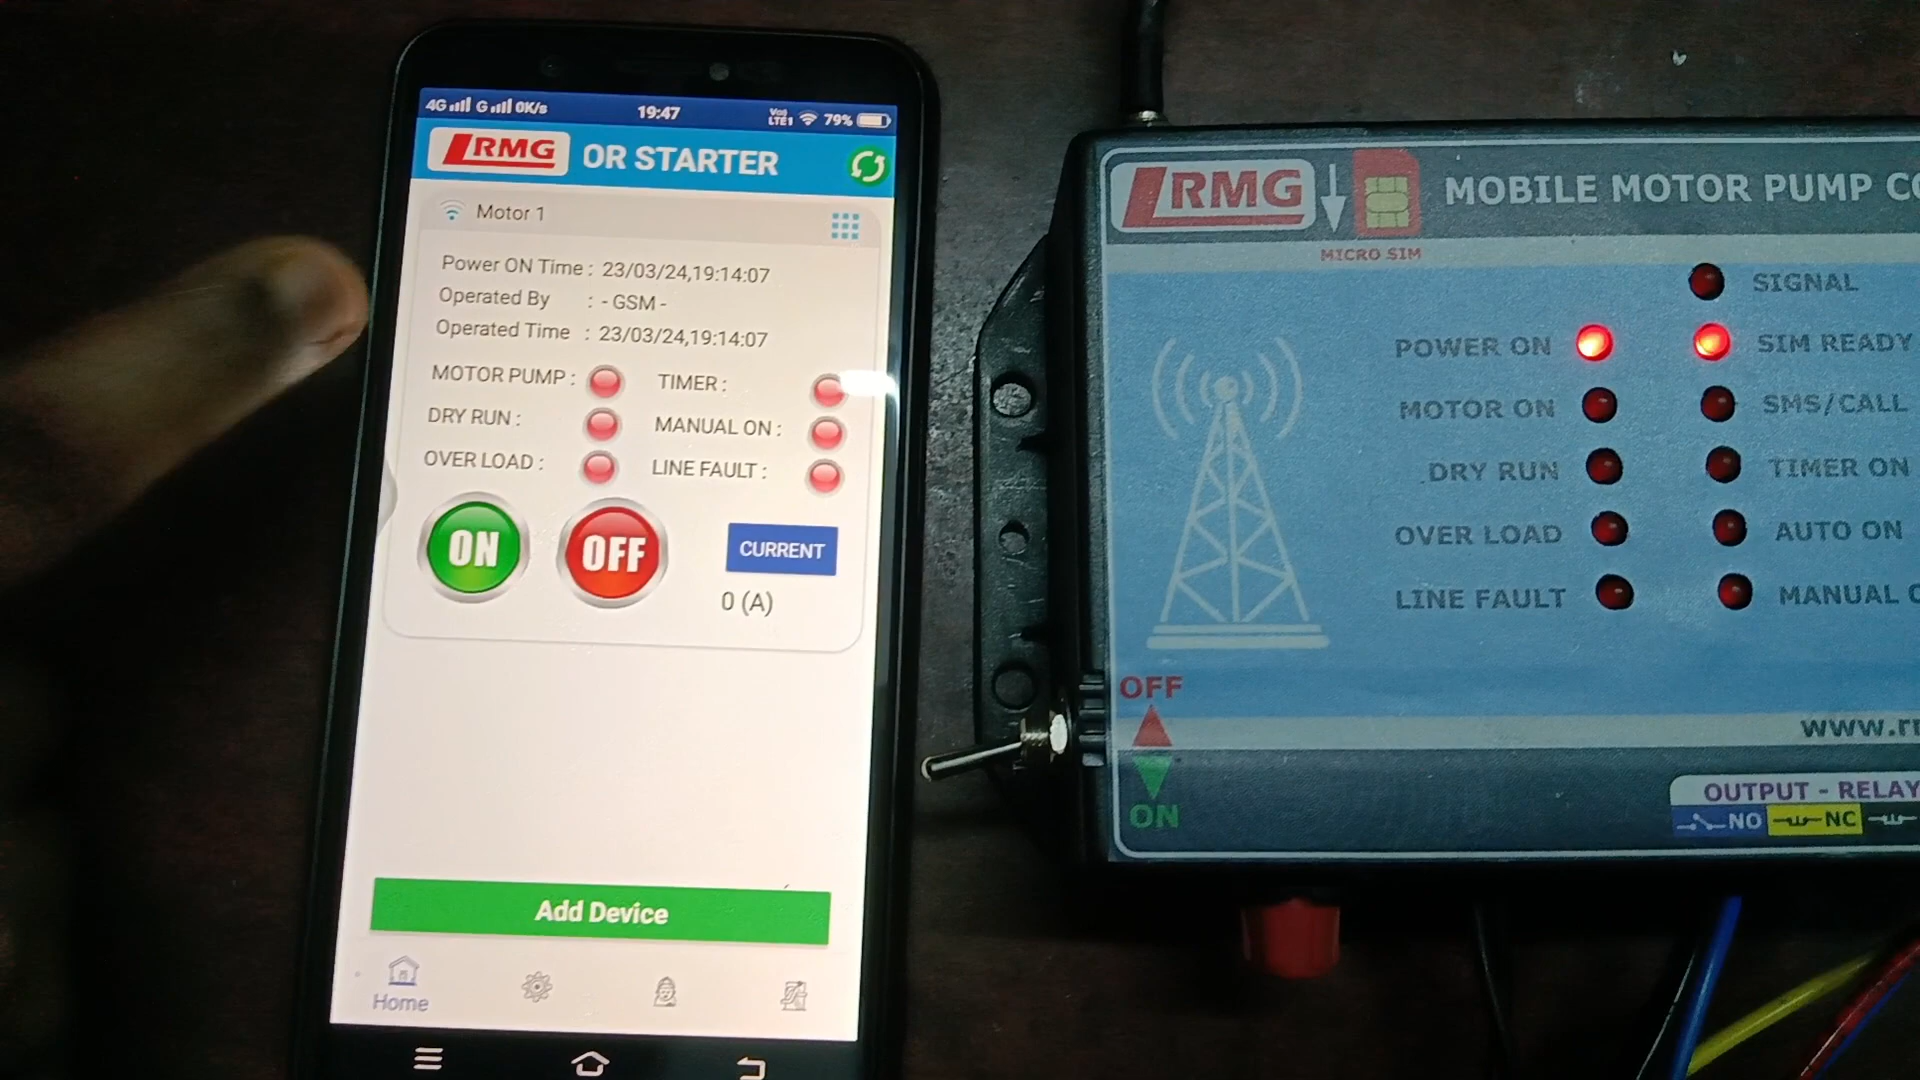 4G G 0K/s 19:47 LTE1 79%
RMG OR STARTER
Motor 1
Power ON Time : 23/03/24,19:14:07
Operated By : - GSM -
Operated Time : 23/03/24,19:14:07
MOTOR PUMP : TIMER :
DRY RUN : MANUAL ON :
OVER LOAD : LINE FAULT :
ON OFF CURRENT
0 (A)
Add Device
Home
RMG MOBILE MOTOR PUMP CO
MICRO SIM
SIGNAL
POWER ON SIM READY
MOTOR ON SMS/CALL
DRY RUN TIMER ON
OVER LOAD AUTO ON
LINE FAULT MANUAL
OFF
www.r
ON
OUTPUT - RELAY
NO NC